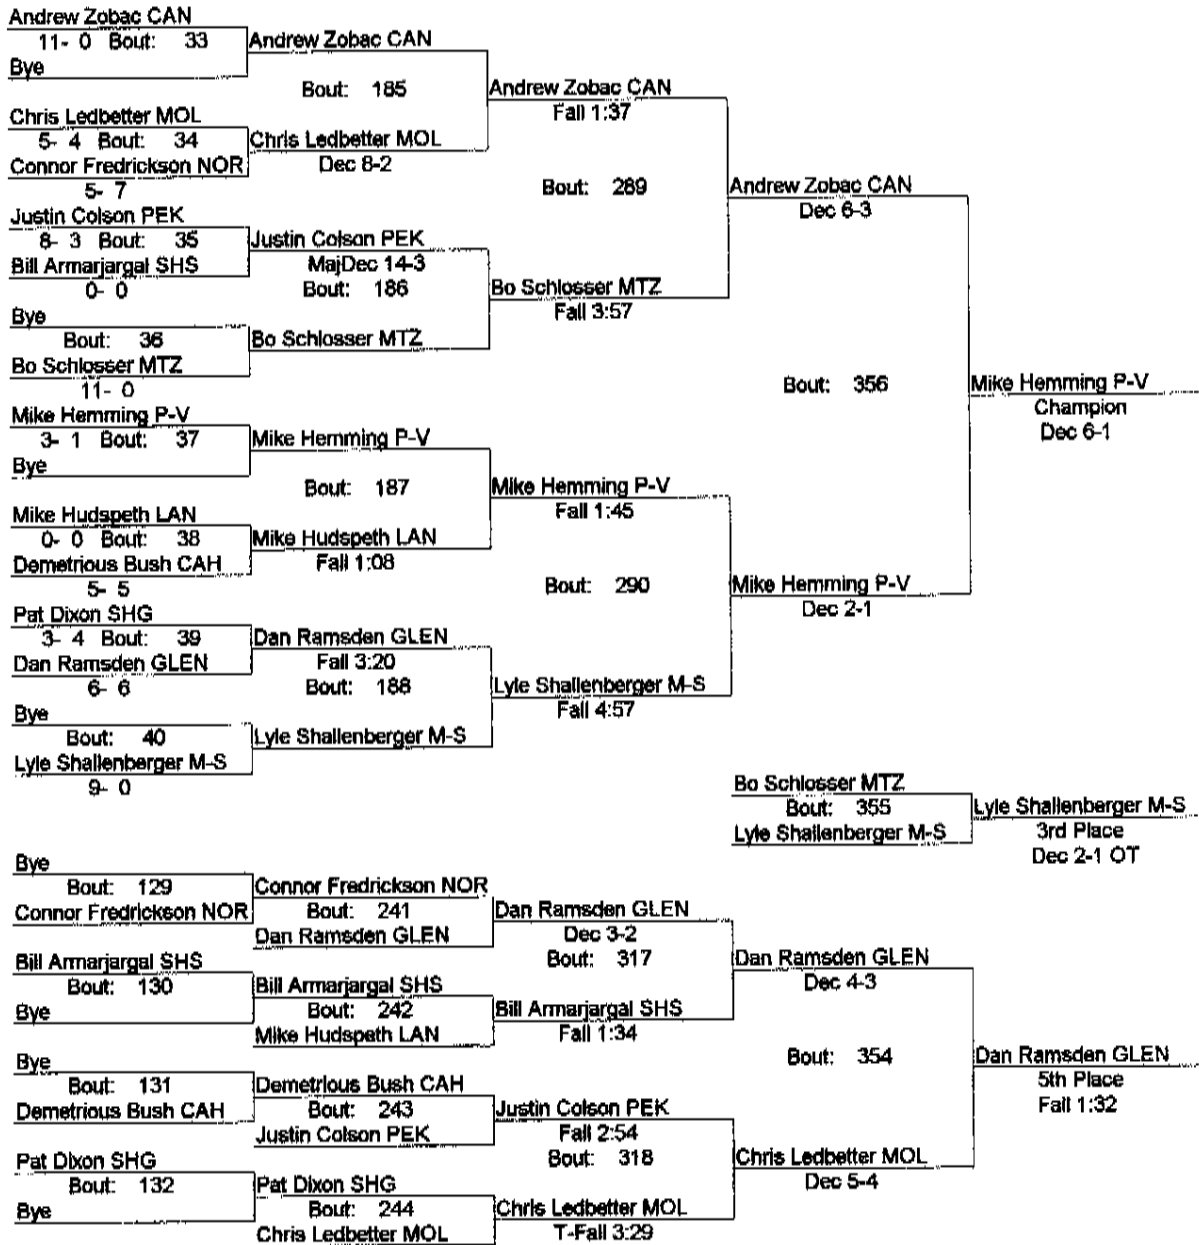 Andrew Zobac CAN
11- 0 Bout: 33
Andrew Zobac CAN
Bye
Bout: 185
Andrew Zobac CAN
Fall 1:37
Chris Ledbetter MOL
5- 4 Bout: 34
Chris Ledbetter MOL
Dec 8-2
Connor Fredrickson NOR
5- 7
Bout: 289
Andrew Zobac CAN
Dec 6-3
Justin Colson PEK
8- 3 Bout: 35
Justin Colson PEK
MajDec 14-3
Bill Armarjargal SHS
0- 0
Bout: 186
Bo Schlosser MTZ
Fall 3:57
Bye
Bout: 36
Bo Schlosser MTZ
Bo Schlosser MTZ
11- 0
Bout: 356
Mike Hemming P-V
Champion
Dec 6-1
Mike Hemming P-V
3- 1 Bout: 37
Mike Hemming P-V
Bye
Bout: 187
Mike Hemming P-V
Fall 1:45
Mike Hudspeth LAN
0- 0 Bout: 38
Mike Hudspeth LAN
Fall 1:08
Demetrious Bush CAH
5- 5
Bout: 290
Mike Hemming P-V
Dec 2-1
Pat Dixon SHG
3- 4 Bout: 39
Dan Ramsden GLEN
Fall 3:20
Dan Ramsden GLEN
6- 6
Bout: 188
Lyle Shallenberger M-S
Fall 4:57
Bye
Bout: 40
Lyle Shallenberger M-S
Lyle Shallenberger M-S
9- 0
Bo Schlosser MTZ
Bout: 355
Lyle Shallenberger M-S
Lyle Shallenberger M-S
3rd Place
Dec 2-1 OT
Bye
Bout: 129
Connor Fredrickson NOR
Connor Fredrickson NOR
Bout: 241
Dan Ramsden GLEN
Dan Ramsden GLEN
Dec 3-2
Bout: 317
Dan Ramsden GLEN
Dec 4-3
Bill Armarjargal SHS
Bout: 130
Bye
Bill Armarjargal SHS
Bout: 242
Mike Hudspeth LAN
Bill Armarjargal SHS
Fall 1:34
Bout: 354
Dan Ramsden GLEN
5th Place
Fall 1:32
Bye
Bout: 131
Demetrious Bush CAH
Demetrious Bush CAH
Bout: 243
Justin Colson PEK
Justin Colson PEK
Fall 2:54
Bout: 318
Chris Ledbetter MOL
Dec 5-4
Pat Dixon SHG
Bout: 132
Bye
Pat Dixon SHG
Bout: 244
Chris Ledbetter MOL
Chris Ledbetter MOL
T-Fall 3:29